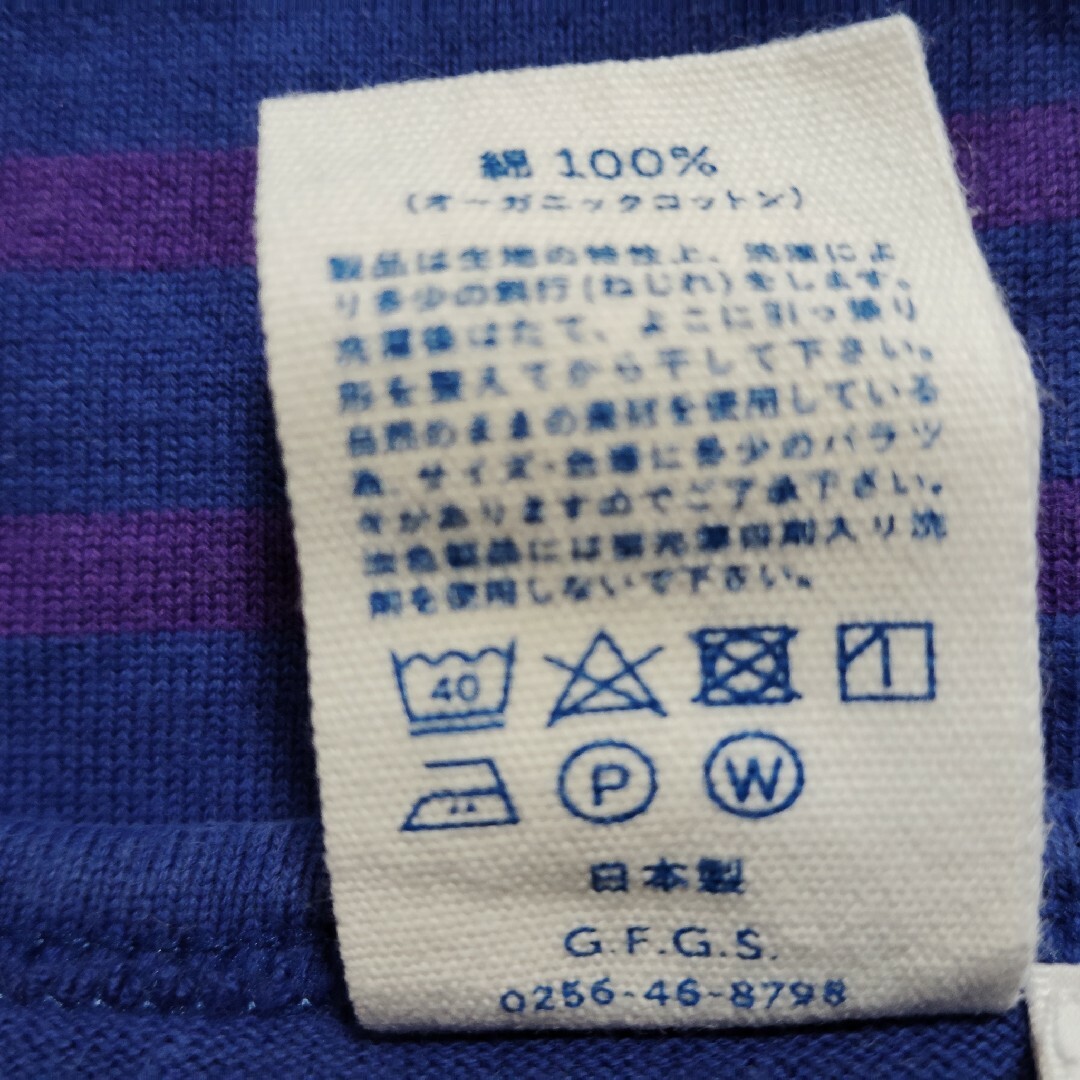 綿 100%
(オーガニックコットン)
製品は生地の特性上、洗濯によ
り多少の斜行(ねじれ)をします。
洗濯後はたて、よこに引っ張り
形を整えてから干して下さい。
自然のままの素材を使用している
為、サイズ・色確に多少のバラツ
キがありますのでご了承下さい。
淡色製品には蛍光漂白剤入り洗
剤を使用しないで下さい。
40
P
W
日本製
G.F.G.S.
0256-46-8798